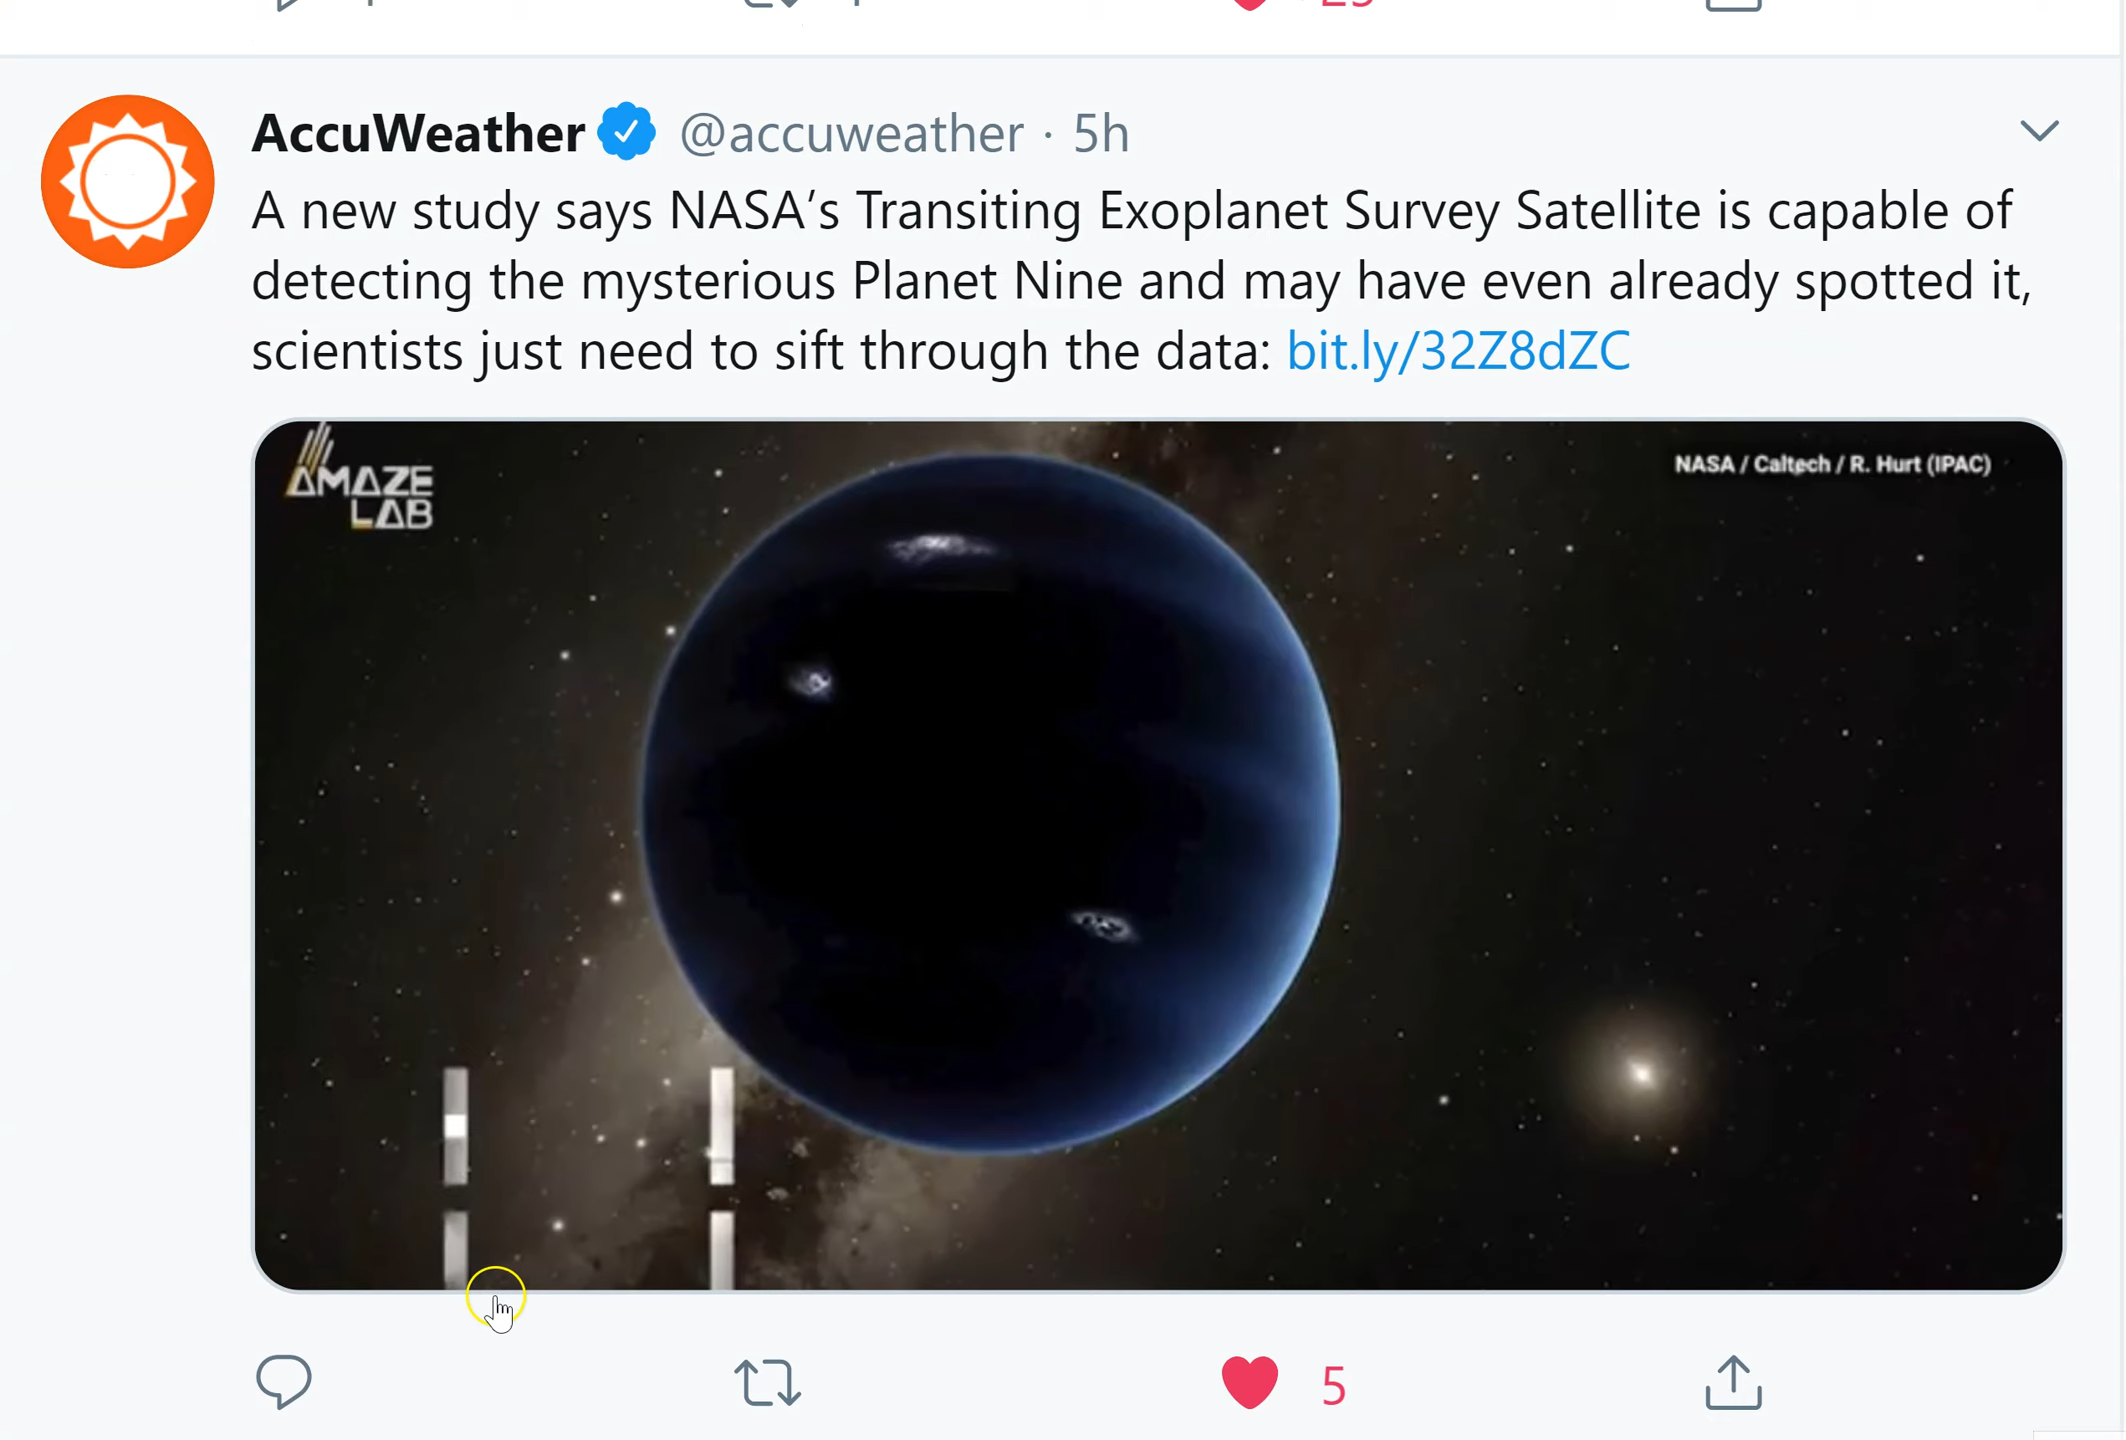 AccuWeather @accuweather · 5h
A new study says NASA’s Transiting Exoplanet Survey Satellite is capable of
detecting the mysterious Planet Nine and may have even already spotted it,
scientists just need to sift through the data: bit.ly/32Z8dZC
AMAZE
LAB
NASA / Caltech / R. Hurt (IPAC)
5